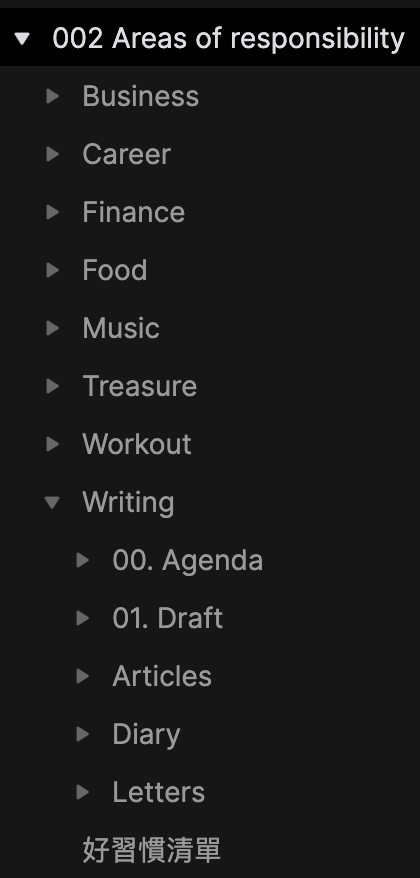 002 Areas of responsibility
Business
Career
Finance
Food
Music
Treasure
Workout
Writing
00. Agenda
01. Draft
Articles
Diary
Letters
好習慣清單